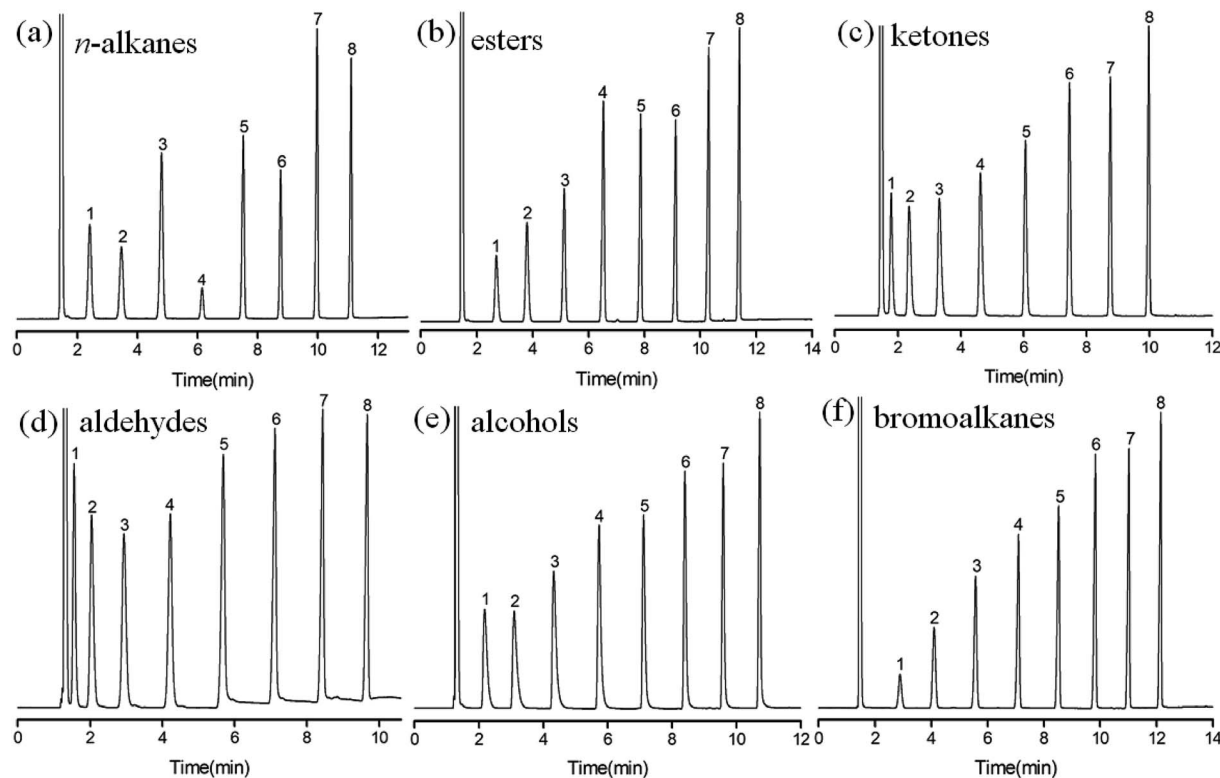 (a) n-alkanes
1 2 3 4 5 6 7 8
0 2 4 6 8 10 12
Time(min)
(b) esters
1 2 3 4 5 6 7 8
0 2 4 6 8 10 12 14
Time(min)
(c) ketones
1 2 3 4 5 6 7 8
0 2 4 6 8 10 12
Time(min)
(d) aldehydes
1 2 3 4 5 6 7 8
0 2 4 6 8 10
Time(min)
(e) alcohols
1 2 3 4 5 6 7 8
0 2 4 6 8 10 12
Time(min)
(f) bromoalkanes
1 2 3 4 5 6 7 8
0 2 4 6 8 10 12 14
Time(min)